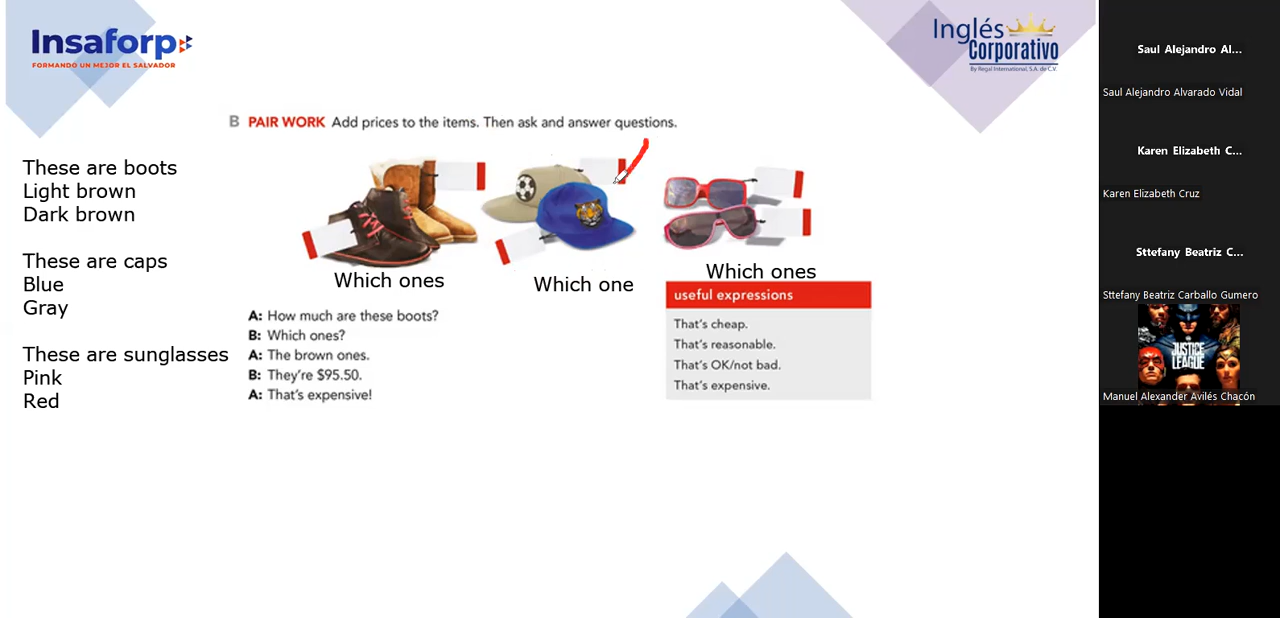 Insaforp
FORMANDO UN MEJOR EL SALVADOR
Inglés
Corporativo
By Regal International, S.A. de C.V.
B PAIR WORK Add prices to the items. Then ask and answer questions.
These are boots
Light brown
Dark brown
These are caps
Blue
Gray
These are sunglasses
Pink
Red
Which ones
Which one
Which ones
A: How much are these boots?
B: Which ones?
A: The brown ones.
B: They're $95.50.
A: That's expensive!
useful expressions
That's cheap.
That's reasonable.
That's OK/not bad.
That's expensive.
Saul Alejandro Al...
Saul Alejandro Alvarado Vidal
Karen Elizabeth C...
Karen Elizabeth Cruz
Sttefany Beatriz C...
Sttefany Beatriz Carballo Gumero
JUSTICE
LEAGUE
Manuel Alexander Avilés Chacón